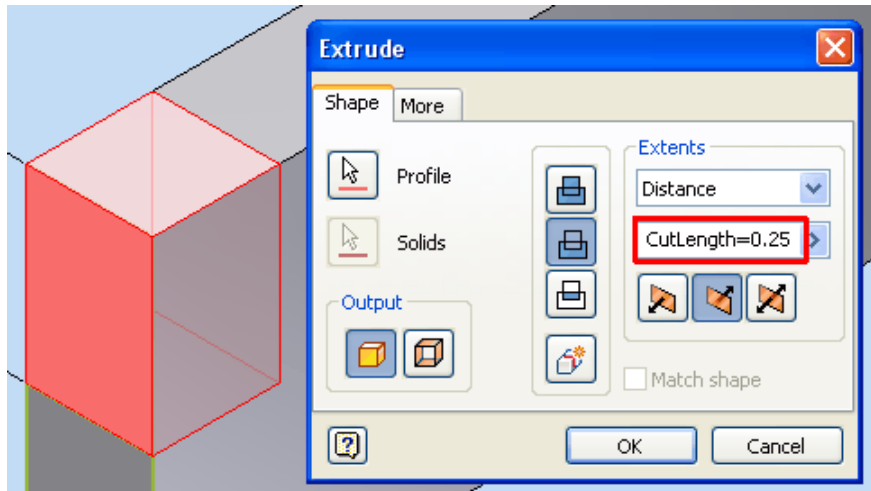 Extrude
Shape More
Profile
Solids
Output
Extents
Distance
CutLength=0.25
Match shape
OK Cancel